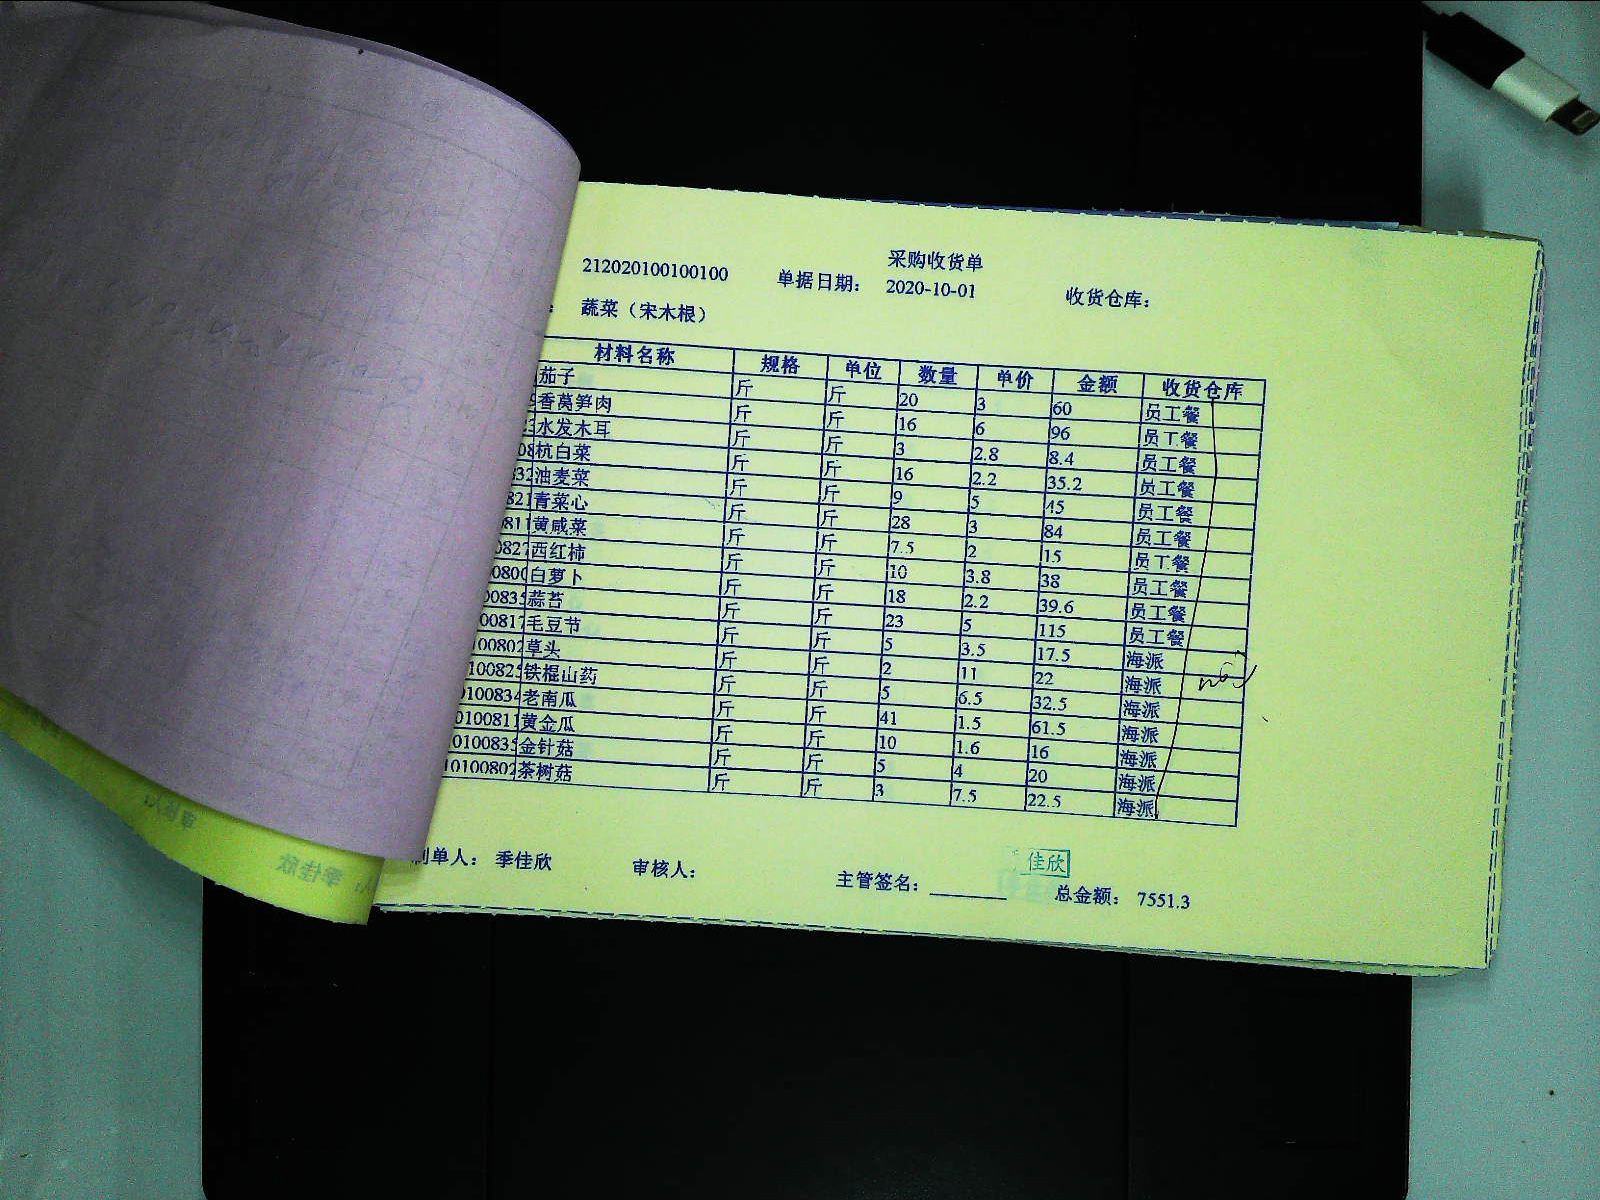 采购收货单
212020100100100 单据日期: 2020-10-01 收货仓库:
: 蔬菜（宋木根）
材料名称 规格 单位 数量 单价 金额 收货仓库
茄子 斤 斤 20 3 60 员工餐
香莴笋肉 斤 斤 16 6 96 员工餐
水发木耳 斤 斤 3 2.8 8.4 员工餐
杭白菜 斤 斤 16 2.2 35.2 员工餐
油麦菜 斤 斤 9 5 45 员工餐
青菜心 斤 斤 28 3 84 员工餐
0811 黄咸菜 斤 斤 7.5 2 15 员工餐
0827 西红柿 斤 斤 10 3.8 38 员工餐
0800 白萝卜 斤 斤 18 2.2 39.6 员工餐
00835 蒜苔 斤 斤 23 5 115 员工餐
00817 毛豆节 斤 斤 5 3.5 17.5 海派
100802 草头 斤 斤 2 11 22 海派
100825 铁棍山药 斤 斤 5 6.5 32.5 海派
0100834 老南瓜 斤 斤 41 1.5 61.5 海派
0100811 黄金瓜 斤 斤 10 1.6 16 海派
0100835 金针菇 斤 斤 5 4 20 海派
10100802 茶树菇 斤 斤 3 7.5 22.5 海派
制单人: 季佳欣 审核人: 主管签名: 佳欣 总金额: 7551.3